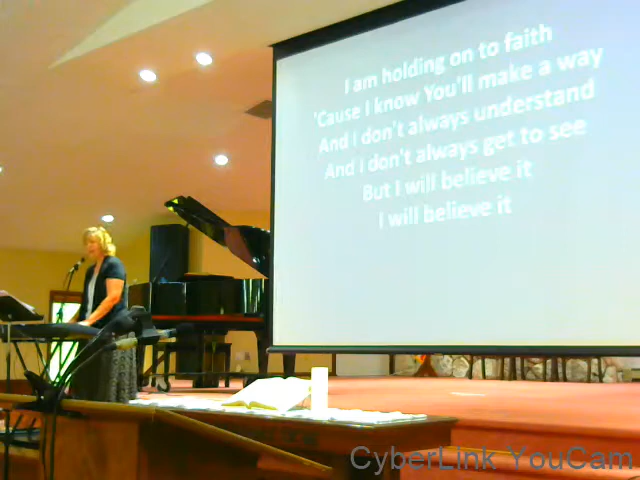 I am holding on to faith
'Cause I know You'll make a way
And I don't always understand
And I don't always get to see
But I will believe it
I will believe it
CyberLink YouCam